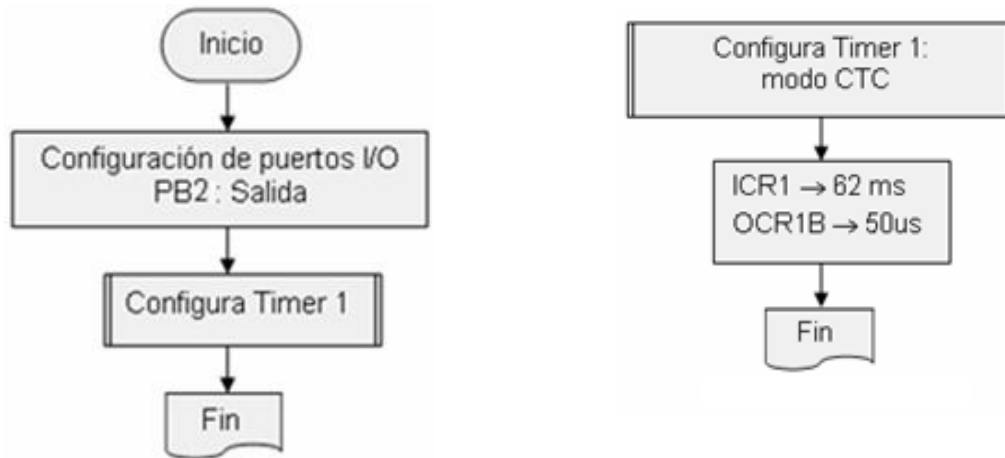 Inicio
Configuración de puertos I/O
PB2 : Salida
Configura Timer 1
Fin
Configura Timer 1:
modo CTC
ICR1 → 62 ms
OCR1B → 50us
Fin